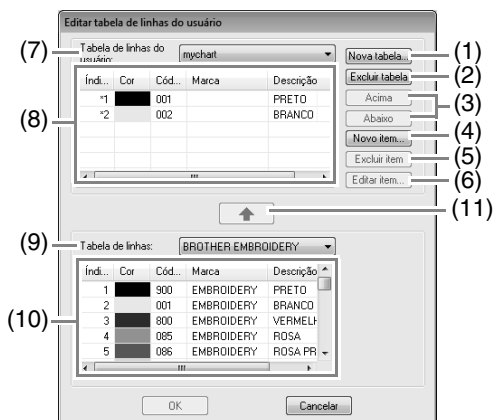 Editar tabela de linhas do usuário
(7) Tabela de linhas do usuário: mychart Nova tabela... (1)
Excluir tabela (2)
Índi... Cor Cód... Marca Descrição
*1 001 PRETO Acima
(3)
*2 002 BRANCO Abaixo
(8)
Novo item... (4)
Excluir item (5)
Editar item... (6)
(11)
(9) Tabela de linhas: BROTHER EMBROIDERY
Índi... Cor Cód... Marca Descrição
1 900 EMBROIDERY PRETO
2 001 EMBROIDERY BRANCO
(10) 3 800 EMBROIDERY VERMELH
4 085 EMBROIDERY ROSA
5 086 EMBROIDERY ROSA PR
OK Cancelar